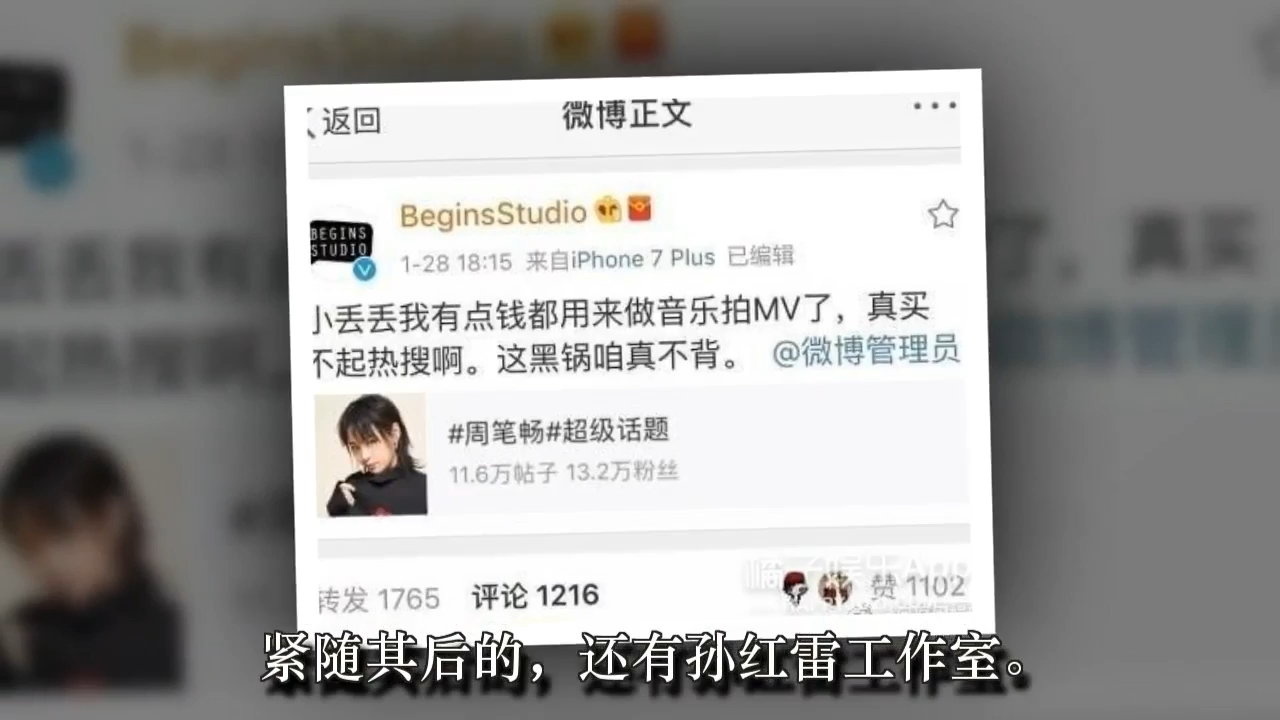 返回
微博正文
BeginsStudio
BEGINS
STUDIO
1-28 18:15 来自iPhone 7 Plus 已编辑
小丢丢我有点钱都用来做音乐拍MV了，真买
不起热搜啊。这黑锅咱真不背。 @微博管理员
#周笔畅#超级话题
11.6万帖子 13.2万粉丝
转发 1765 评论 1216 赞 1102
紧随其后的，还有孙红雷工作室。